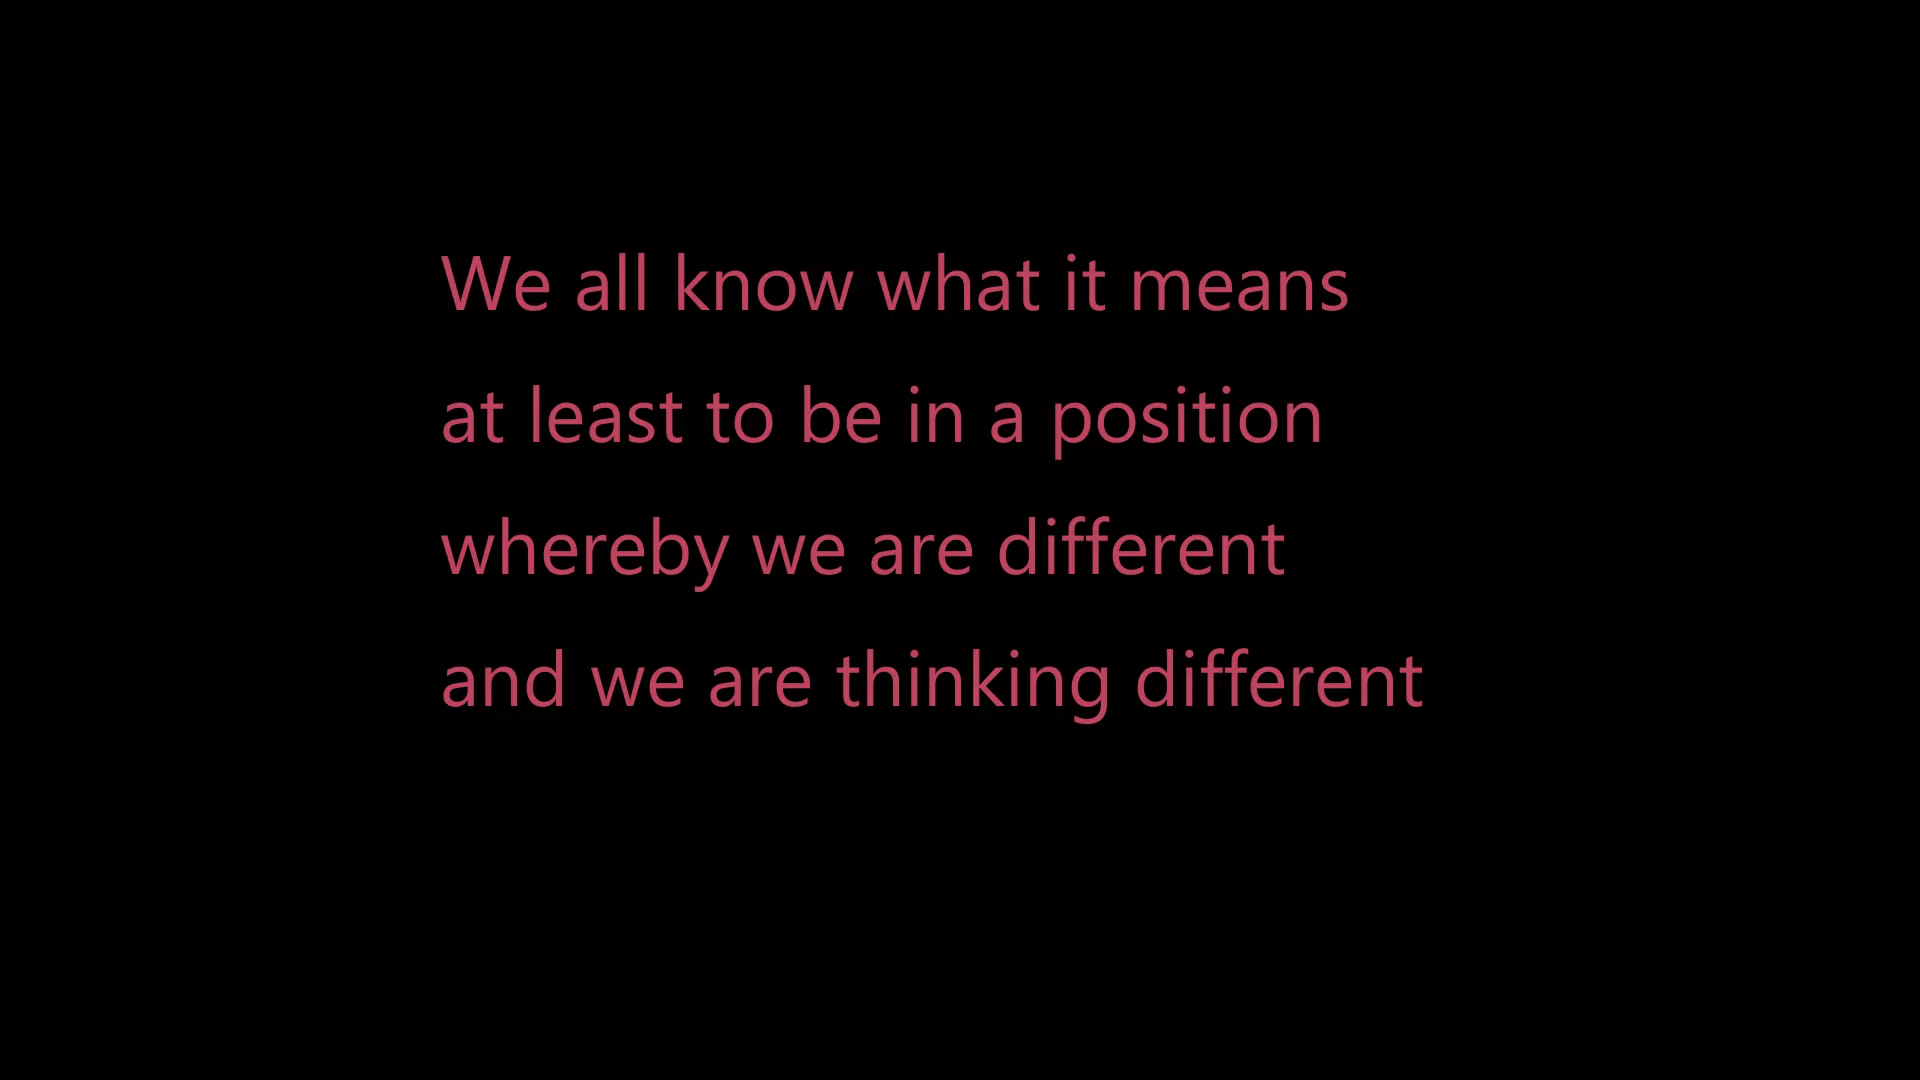 We all know what it means
at least to be in a position
whereby we are different
and we are thinking different